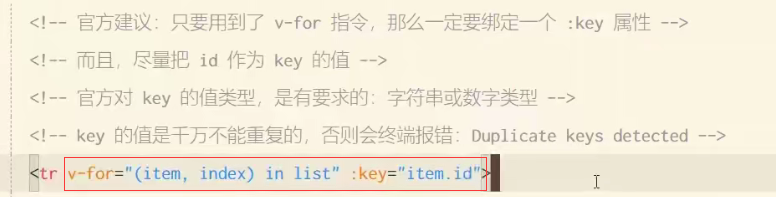 <!-- 官方建议：只要用到了 v-for 指令，那么一定要绑定一个 :key 属性 -->
<!-- 而且，尽量把 id 作为 key 的值 -->
<!-- 官方对 key 的值类型，是有要求的：字符串或数字类型 -->
<!-- key 的值是千万不能重复的，否则会终端报错：Duplicate keys detected -->
<tr v-for="(item, index) in list" :key="item.id">